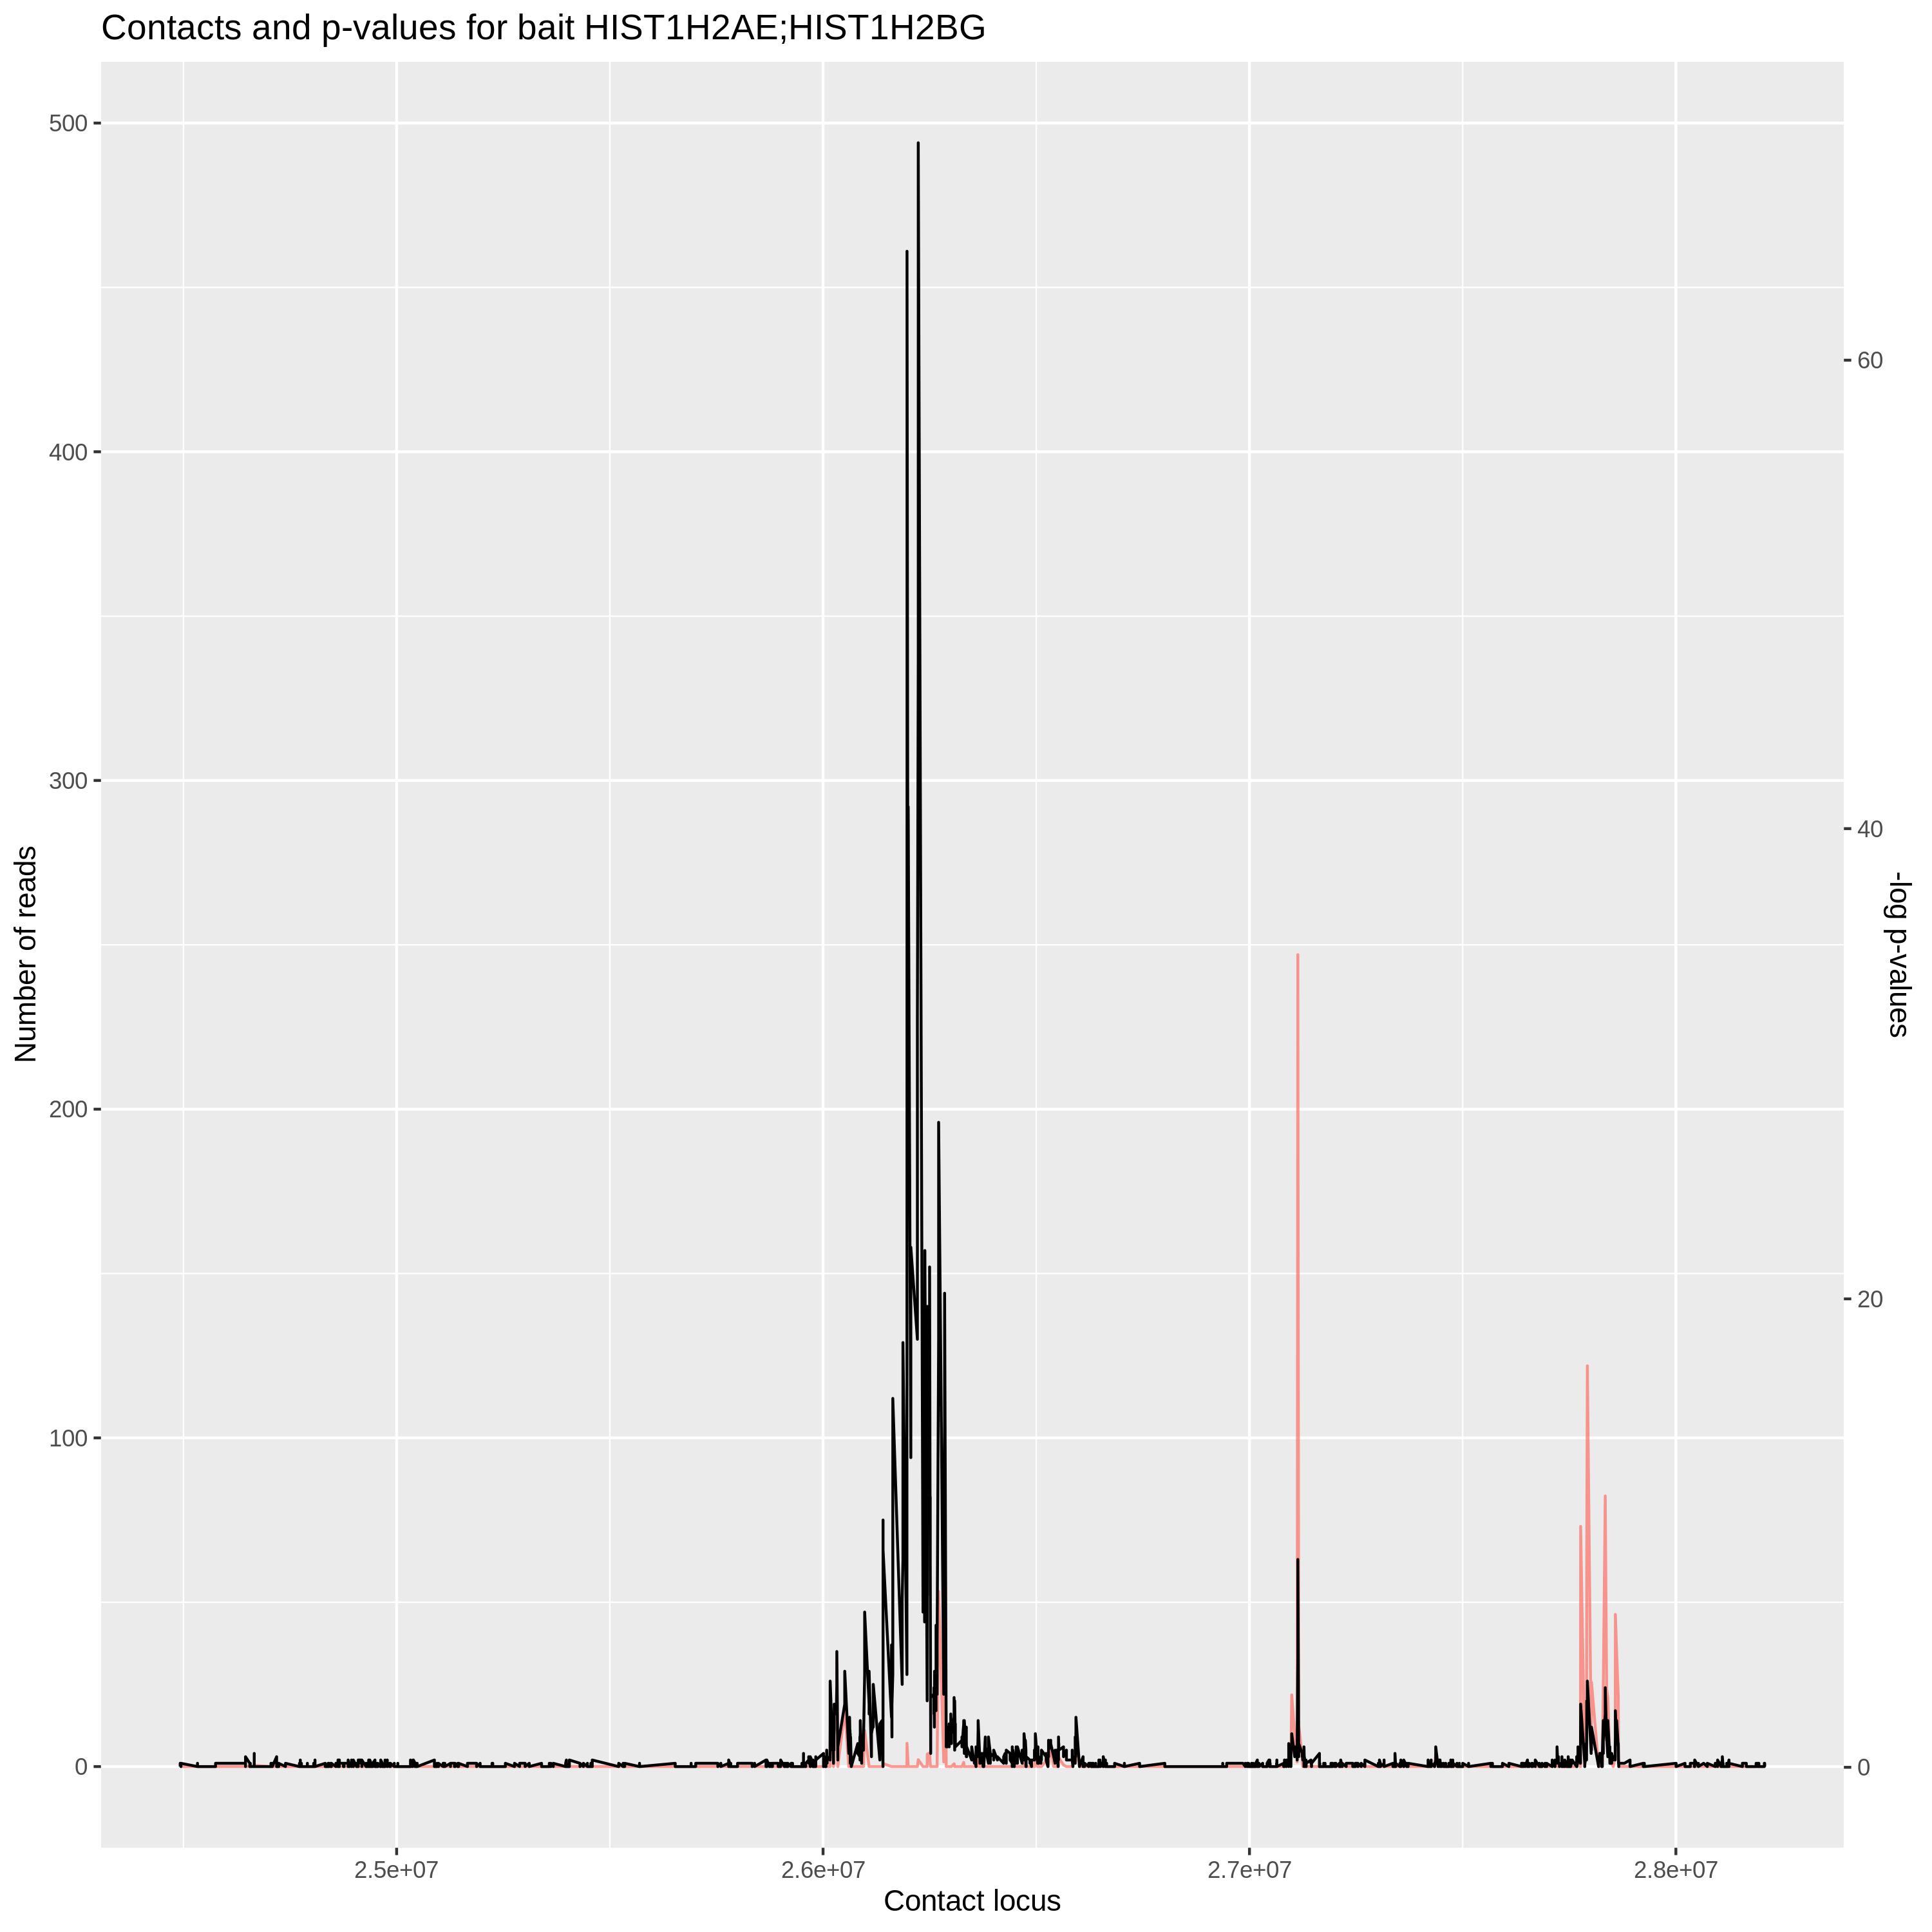 Contacts and p-values for bait HIST1H2AE;HIST1H2BG
500
400
300
200
100
0
Number of reads
60
40
20
0
-log p-values
2.5e+07
2.6e+07
2.7e+07
2.8e+07
Contact locus